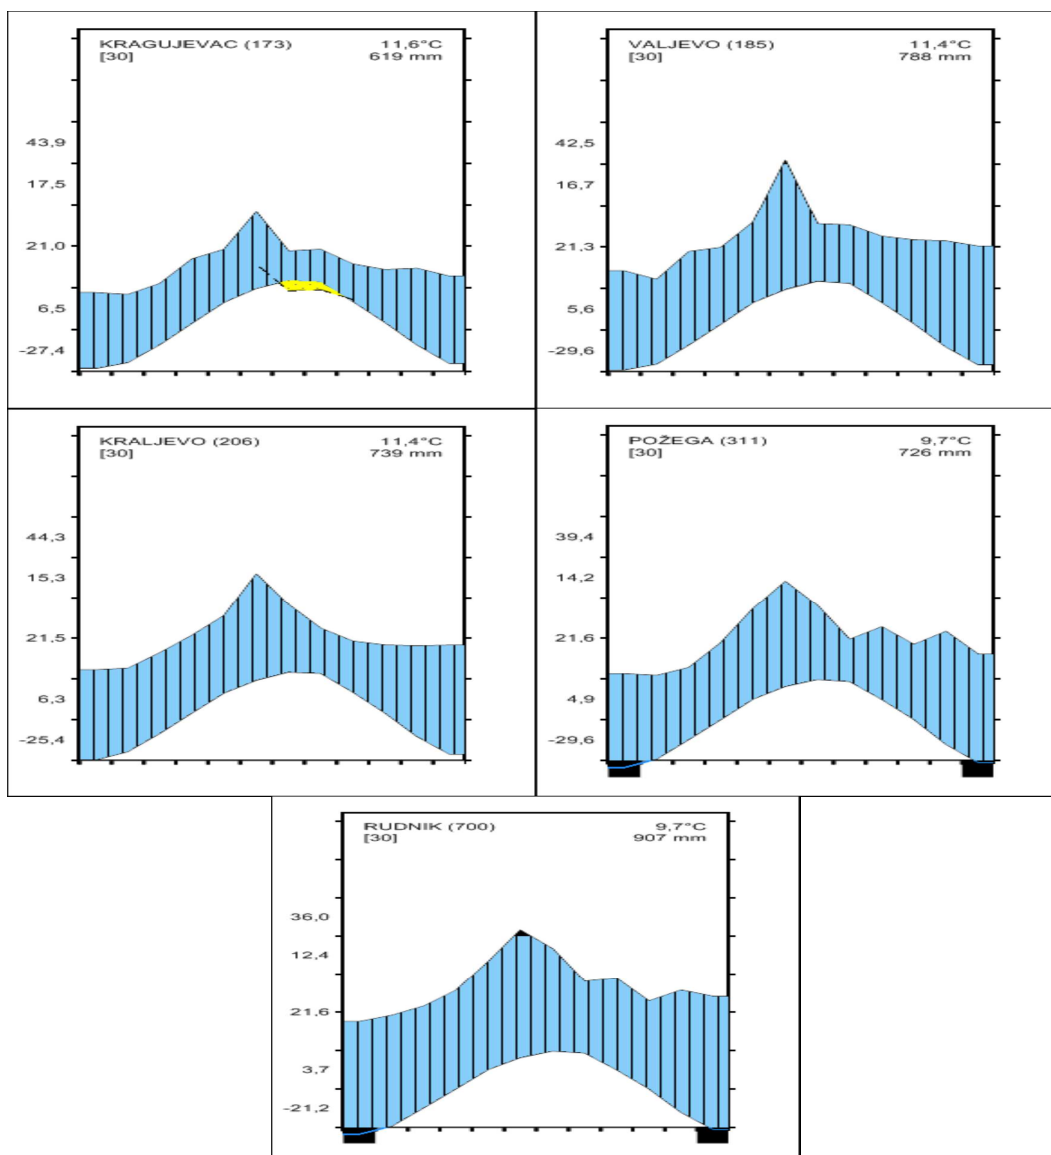 KRAGUJEVAC (173) 11,6°C
[30] 619 mm
43,9
17,5
21,0
6,5
-27,4
VALJEVO (185) 11,4°C
[30] 788 mm
42,5
16,7
21,3
5,6
-29,6
KRALJEVO (206) 11,4°C
[30] 739 mm
44,3
15,3
21,5
6,3
-25,4
POŽEGA (311) 9,7°C
[30] 726 mm
39,4
14,2
21,6
4,9
-29,6
RUDNIK (700) 9,7°C
[30] 907 mm
36,0
12,4
21,6
3,7
-21,2